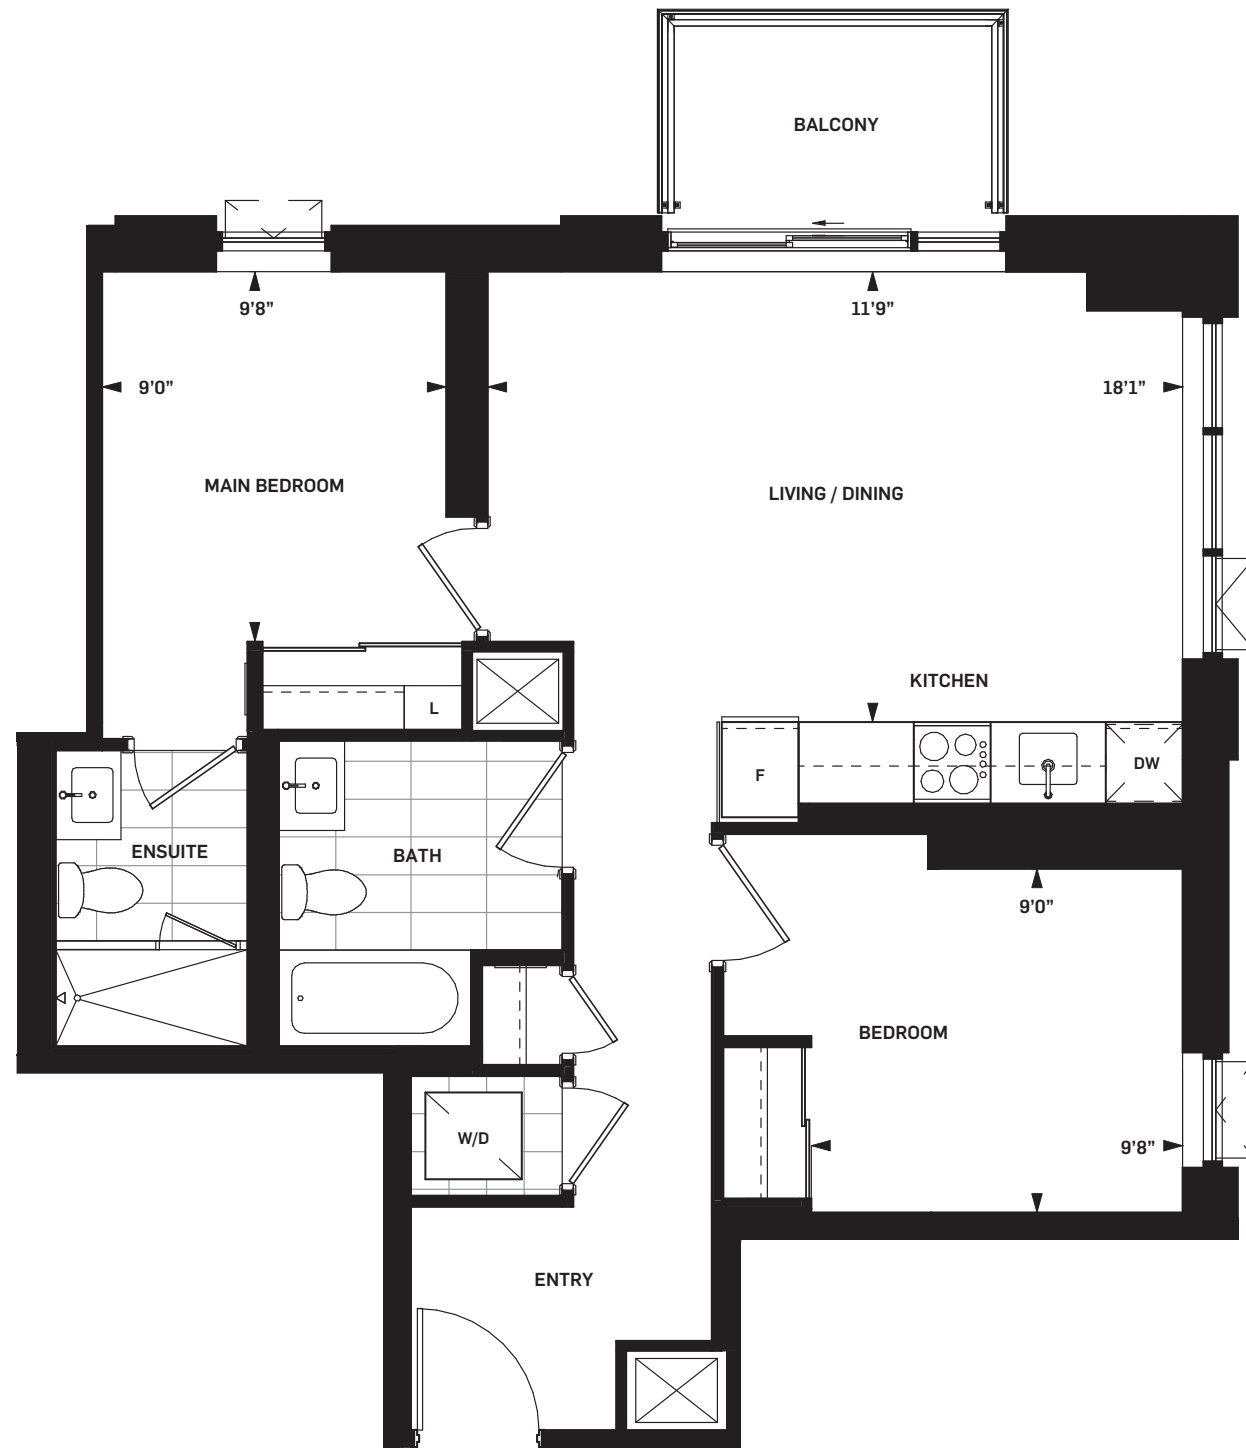 BALCONY
9'8”
11'9”
9'0”
18'1”
MAIN BEDROOM
LIVING / DINING
KITCHEN
L
F
DW
ENSUITE
BATH
9'0”
BEDROOM
W/D
9'8”
ENTRY